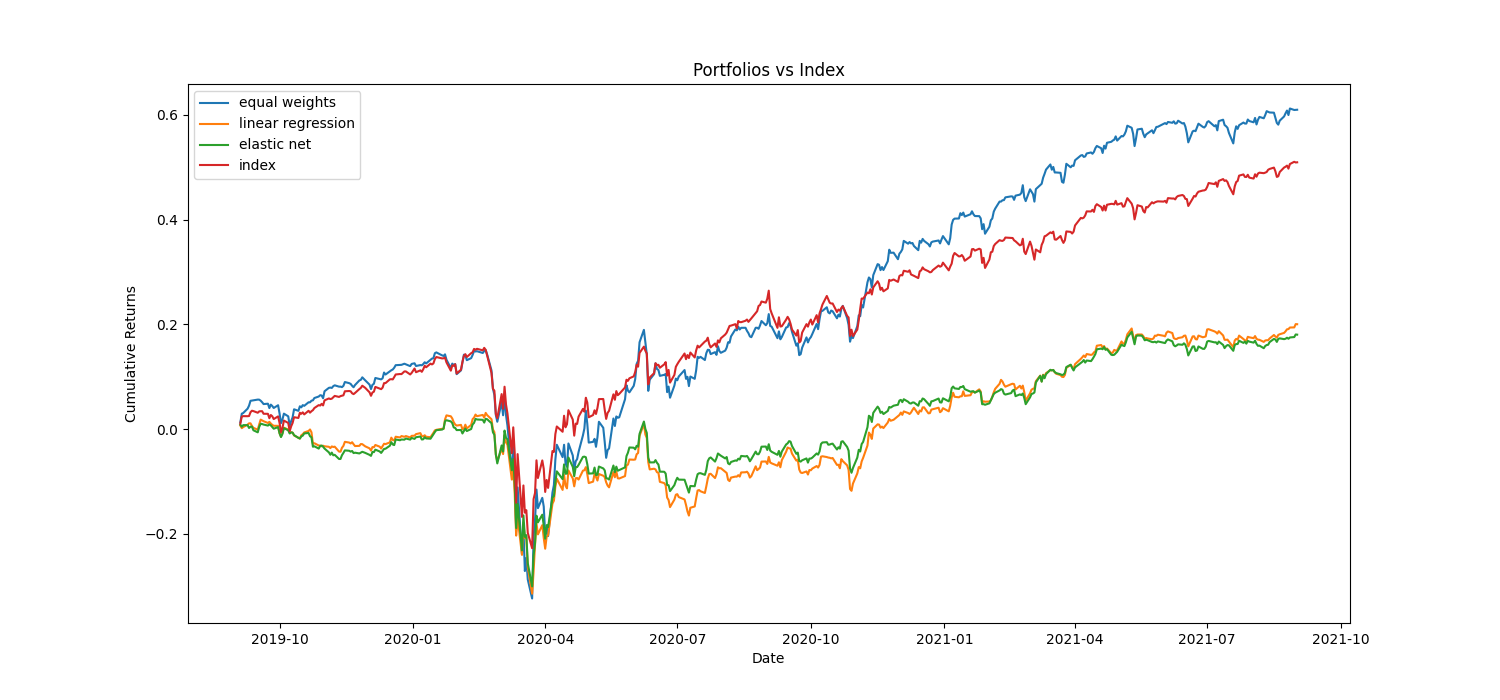 Portfolios vs Index
equal weights
linear regression
elastic net
index
Cumulative Returns
0.6
0.4
0.2
0.0
−0.2
2019-10
2020-01
2020-04
2020-07
2020-10
2021-01
2021-04
2021-07
2021-10
Date